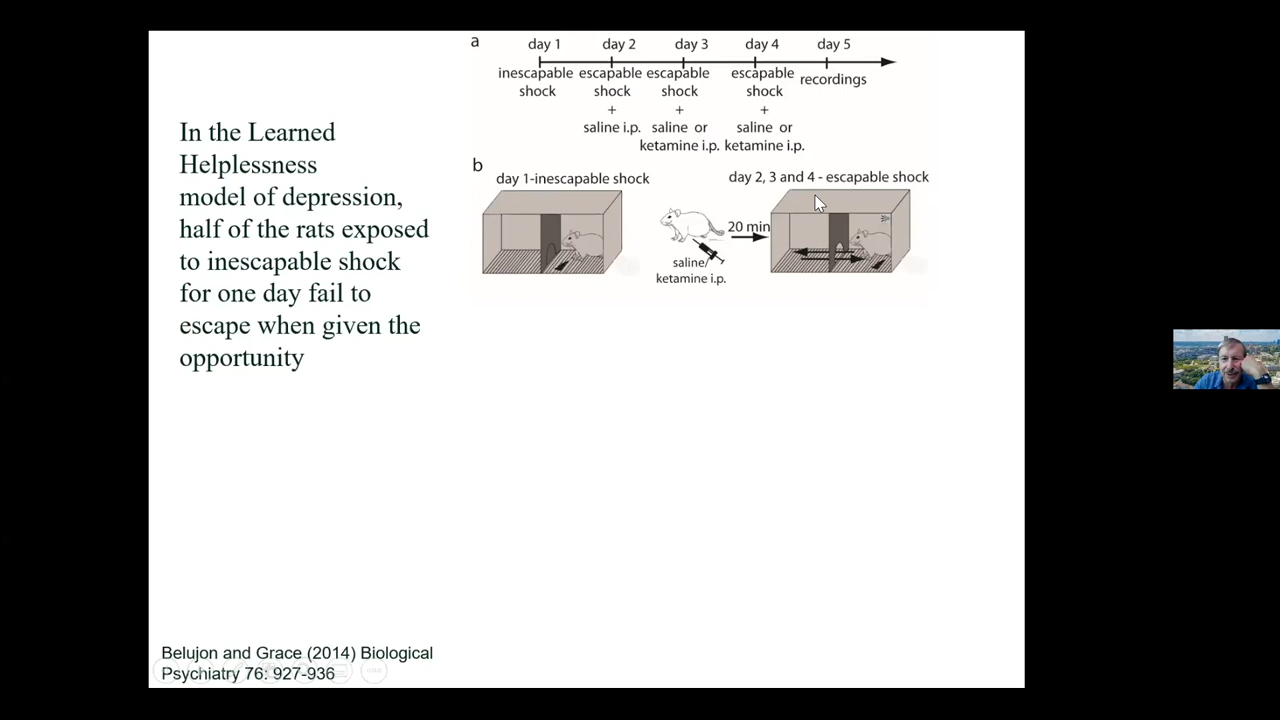 In the Learned
Helplessness
model of depression,
half of the rats exposed
to inescapable shock
for one day fail to
escape when given the
opportunity
a
day 1 day 2 day 3 day 4 day 5
inescapable escapable escapable escapable recordings
shock shock shock shock
+ + +
saline i.p. saline or saline or
ketamine i.p. ketamine i.p.
b
day 1-inescapable shock
day 2, 3 and 4 - escapable shock
20 min
saline/
ketamine i.p.
Belujon and Grace (2014) Biological
Psychiatry 76: 927-936